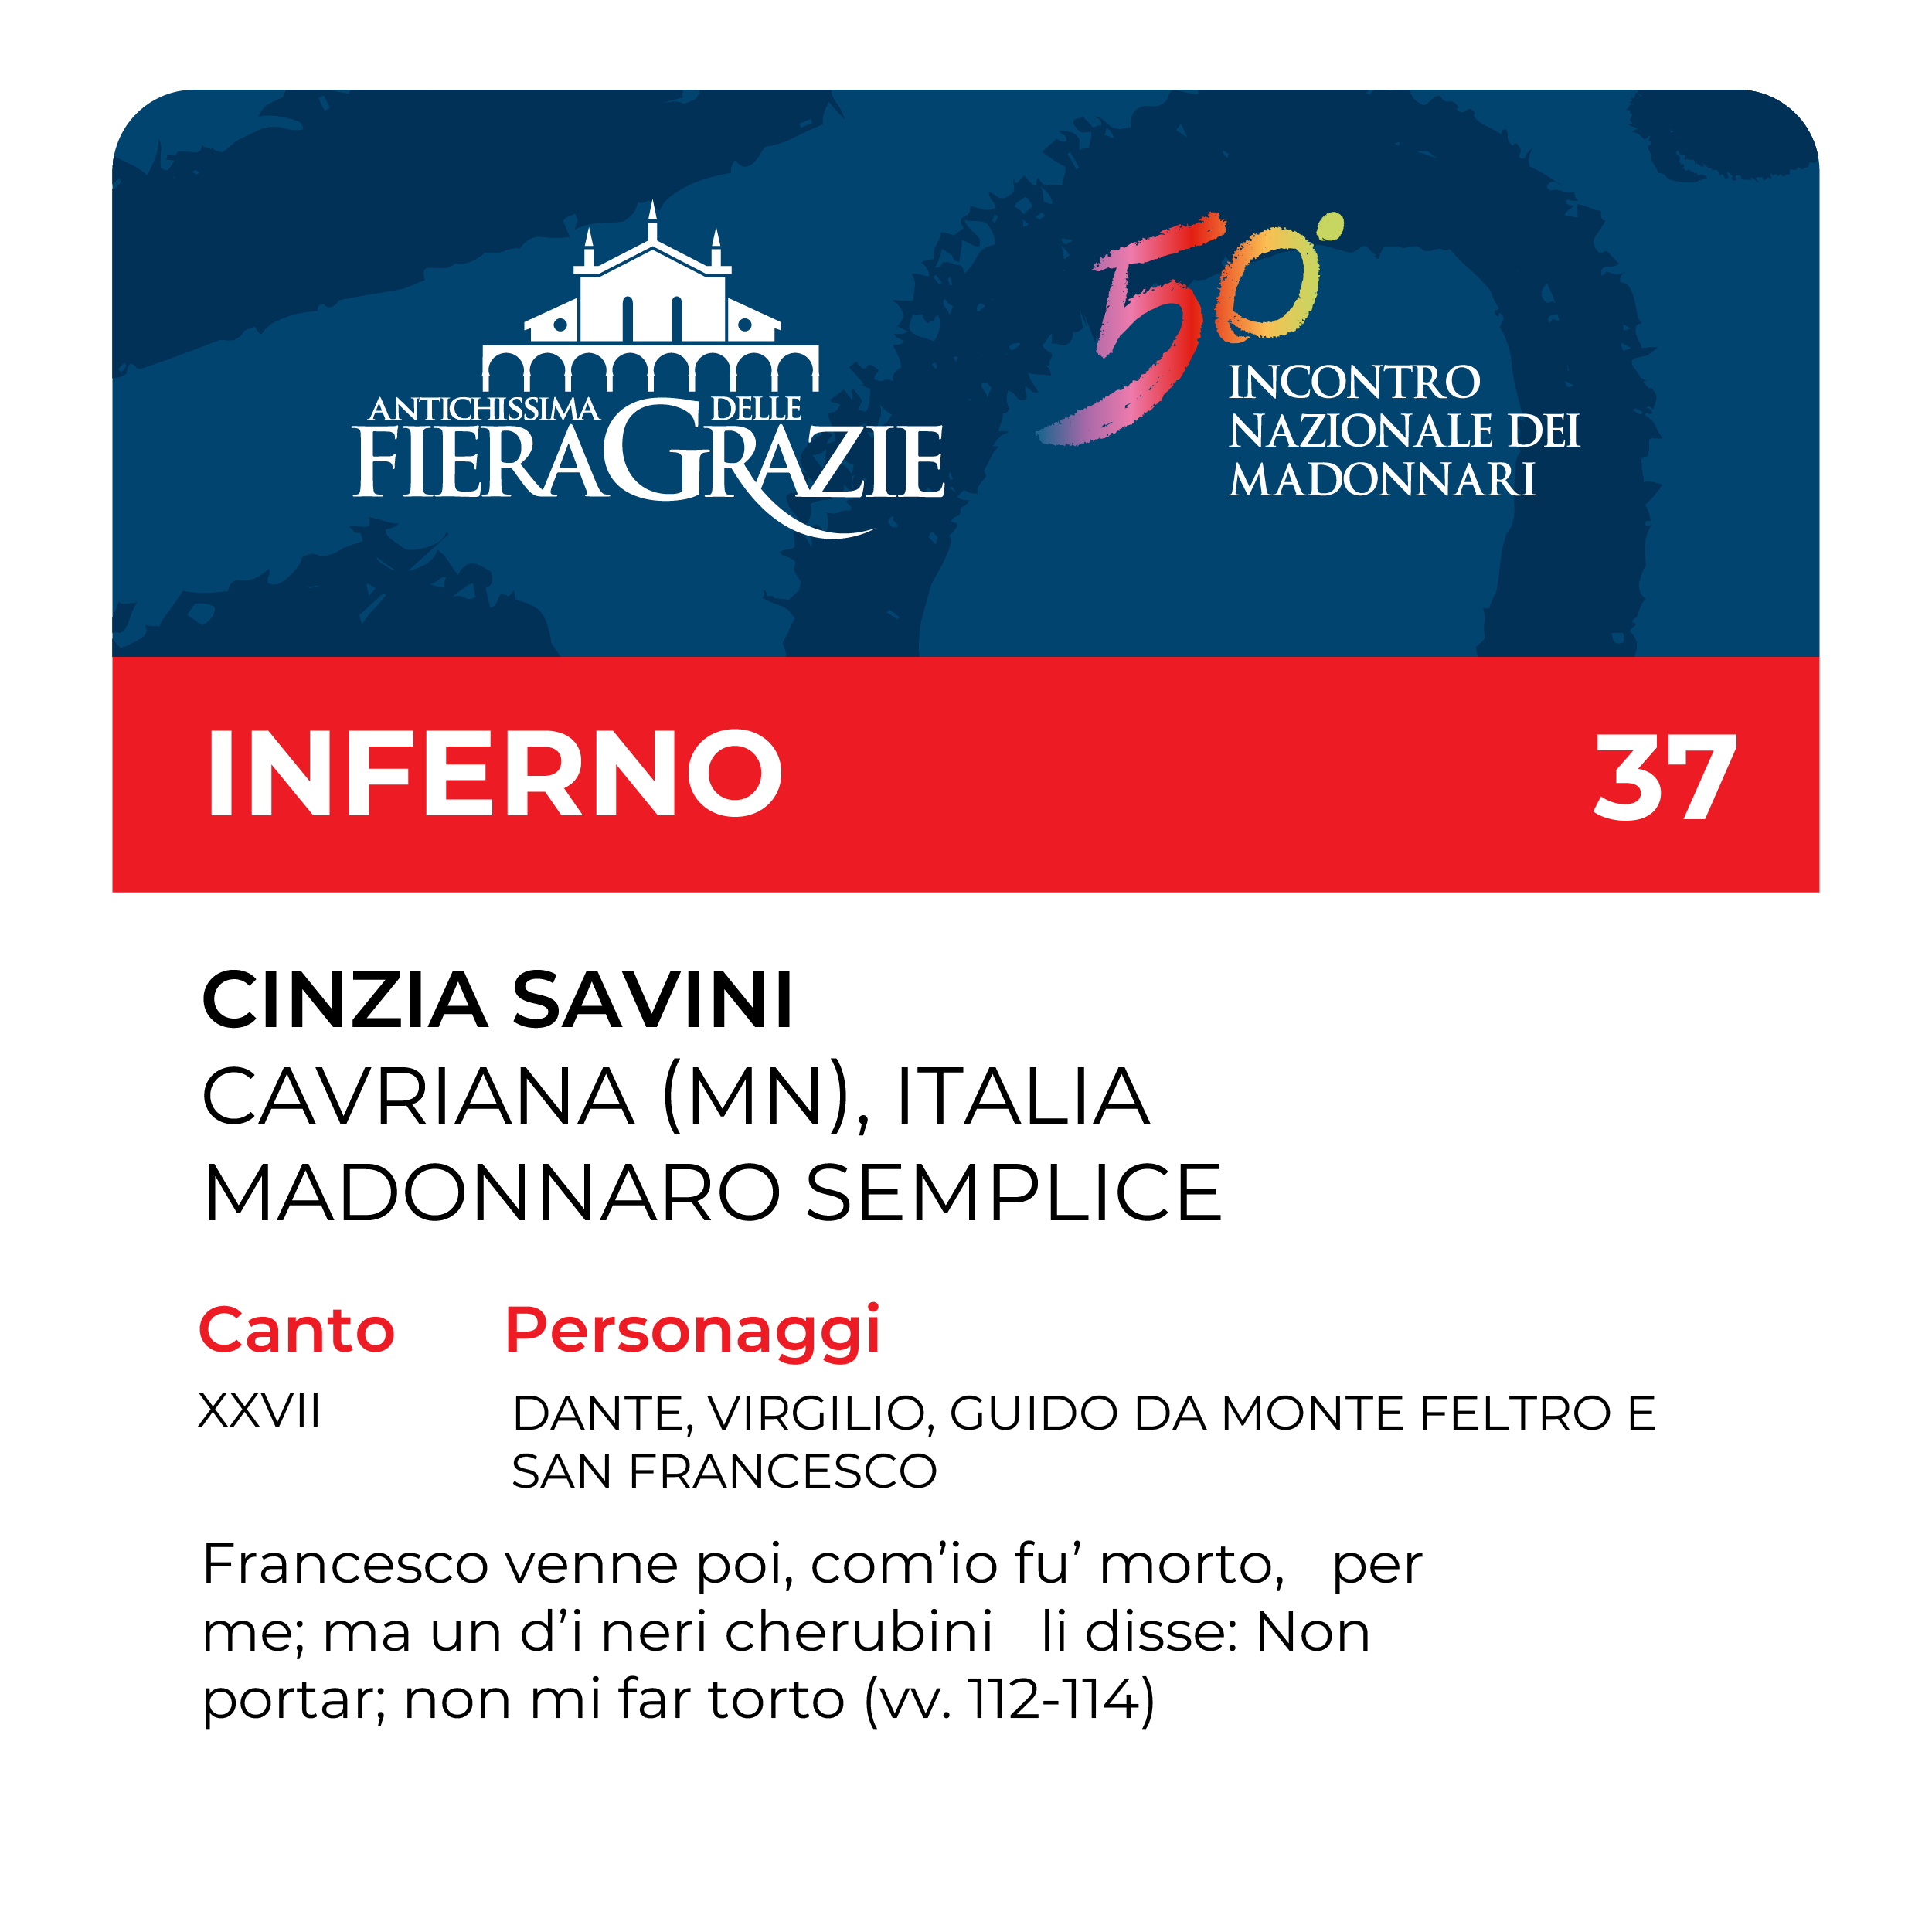 ANTICHISSIMA DELLE
FIERAGRAZIE
50°
INCONTRO
NAZIONALE DEI
MADONNARI
INFERNO 37
CINZIA SAVINI
CAVRIANA (MN), ITALIA
MADONNARO SEMPLICE
Canto Personaggi
XXVII DANTE, VIRGILIO, GUIDO DA MONTE FELTRO E
SAN FRANCESCO
Francesco venne poi, com’io fu’ morto, per
me; ma un d’i neri cherubini li disse: Non
portar; non mi far torto (vv. 112-114)